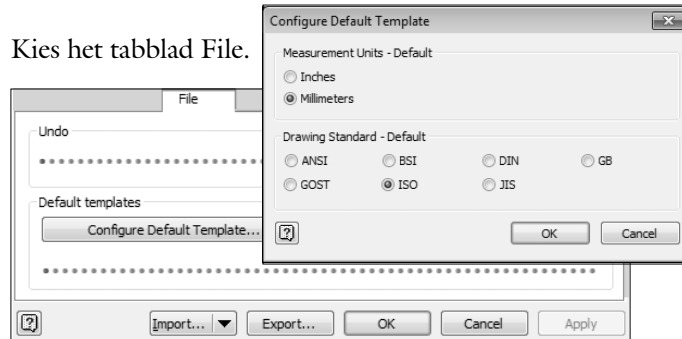 Kies het tabblad File.
File
Undo
Default templates
Configure Default Template...
Import...
Export...
OK
Cancel
Apply
Configure Default Template
Measurement Units - Default
Inches
Millimeters
Drawing Standard - Default
ANSI BSI DIN GB
GOST ISO JIS
OK Cancel